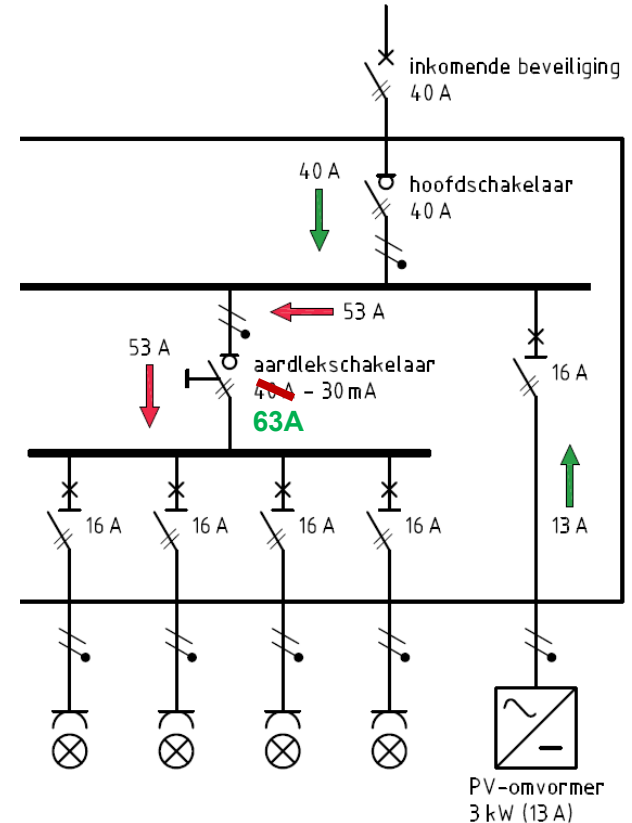 inkomende beveiliging
40 A
40 A
hoofdschakelaar
40 A
53 A
53 A
aardlekschakelaar
40 A - 30 mA
63A
16 A
16 A
16 A
16 A
16 A
13 A
PV-omvormer
3 kW (13 A)